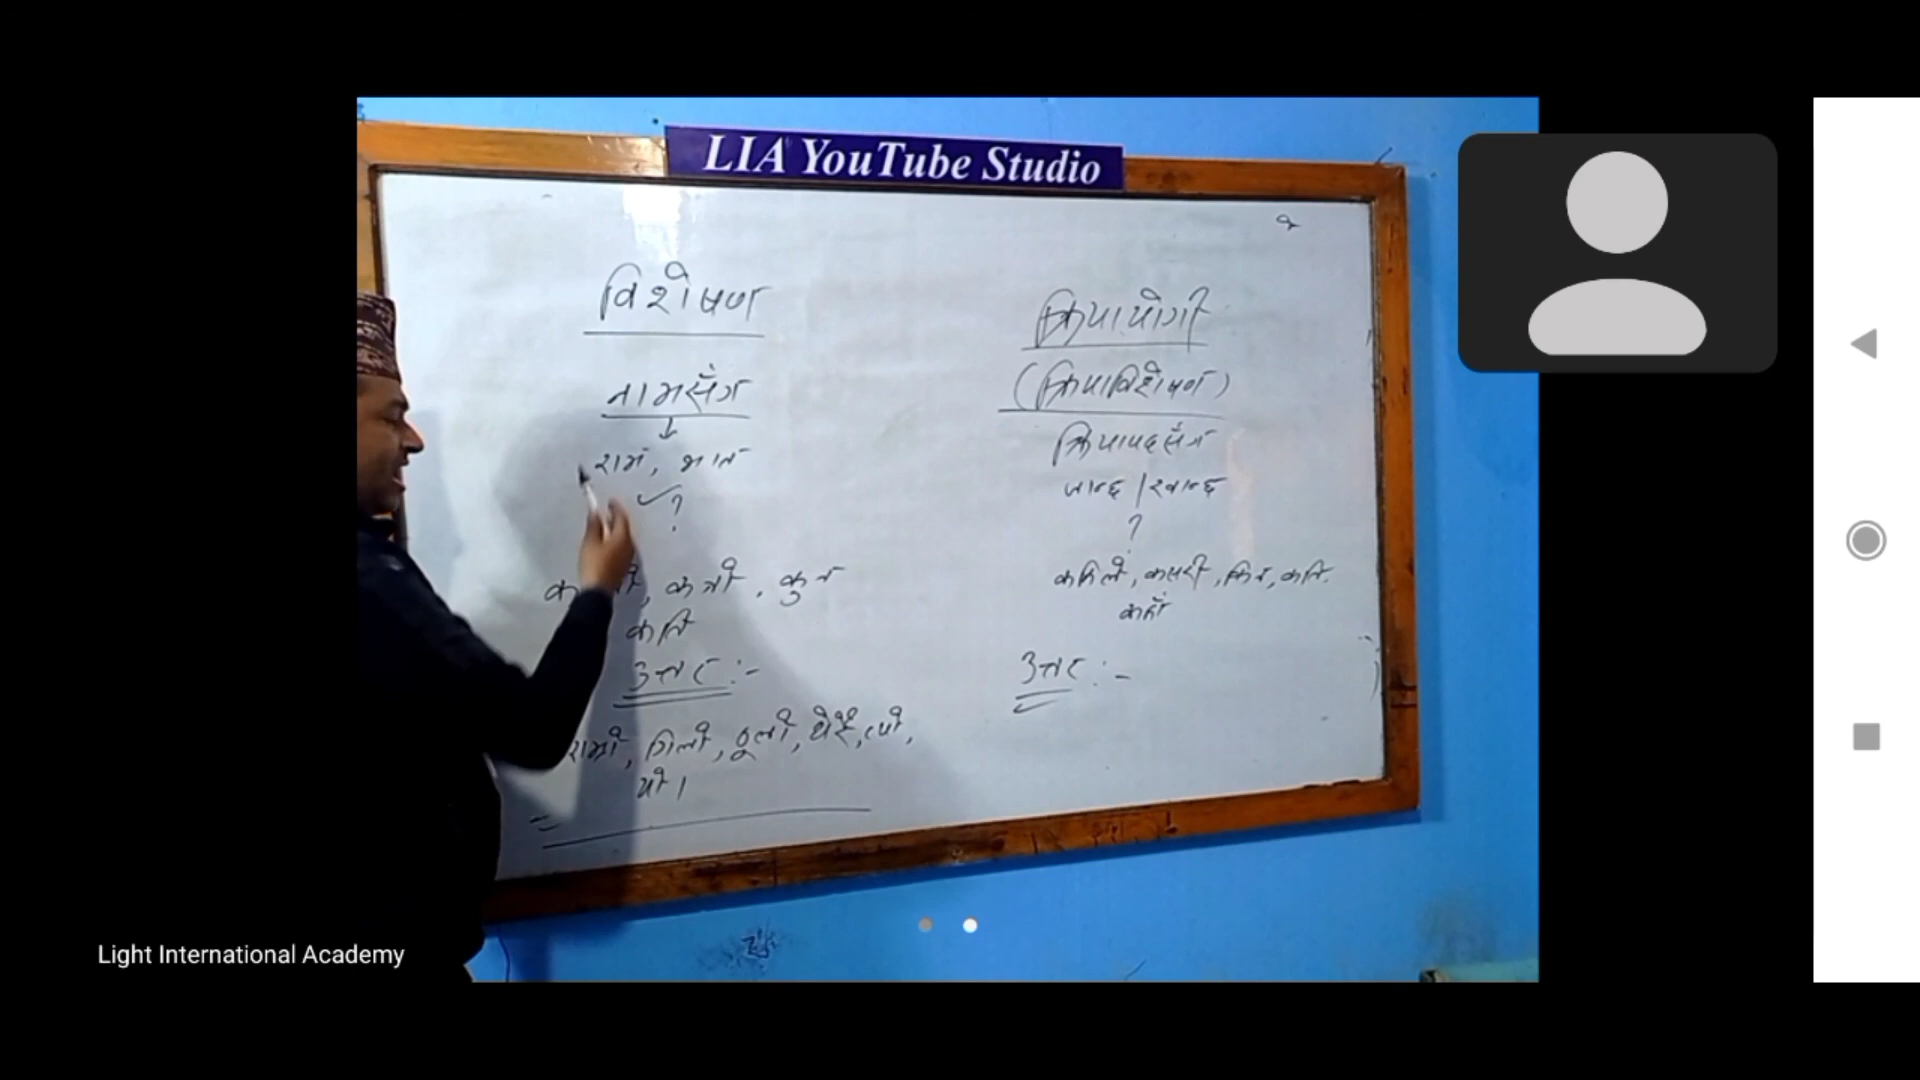 LIA YouTube Studio
विशेषण
नामसँग
राम, भात
?
कस्तो, कत्रो, कुन
कति
उत्तर :-
राम्रो, गिलो, ठूलो, धेरै, त्यो,
यो ।
क्रियायोगी
(क्रियाविशेषण)
क्रियापदसँग
जान्छ / खान्छ
?
कहिले, कसरी, किन, कति,
कहाँ
उत्तर :-
Light International Academy